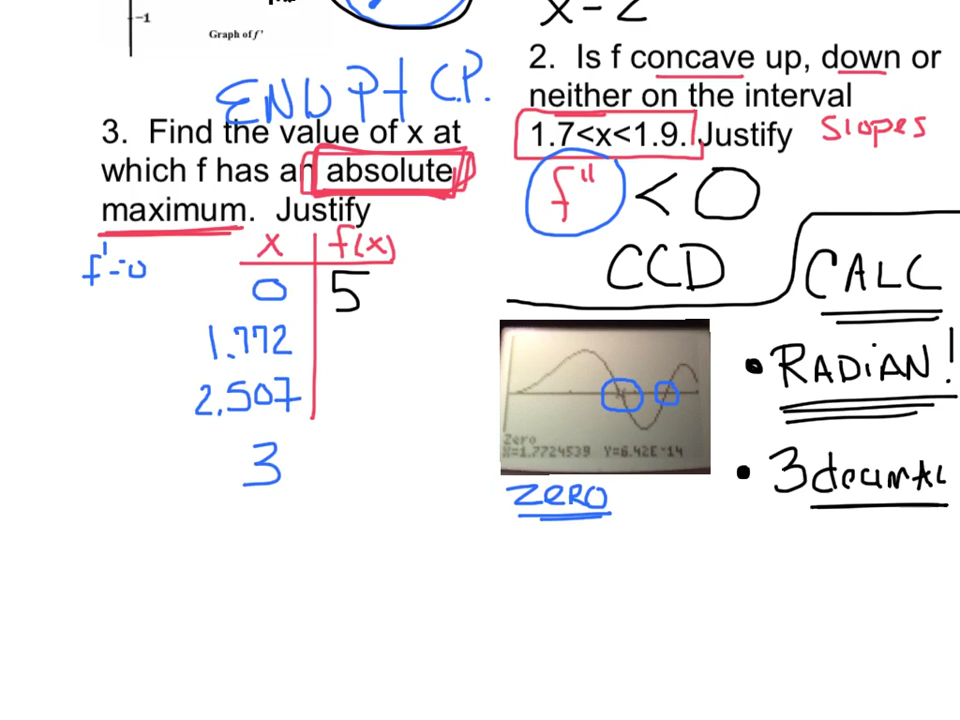 -1
Graph of f'
x = 2
2. Is f concave up, down or
neither on the interval
1.7<x<1.9. Justify
Slopes
f'' < 0
CCD
ENDPt C.P.
3. Find the value of x at
which f has an absolute
maximum. Justify
f'=0
x f(x)
0 5
1.772
2.507
3
CALC
• RADIAN!
• 3 decimal
Zero
X=1.7724539 Y=6.42E-14
ZERO